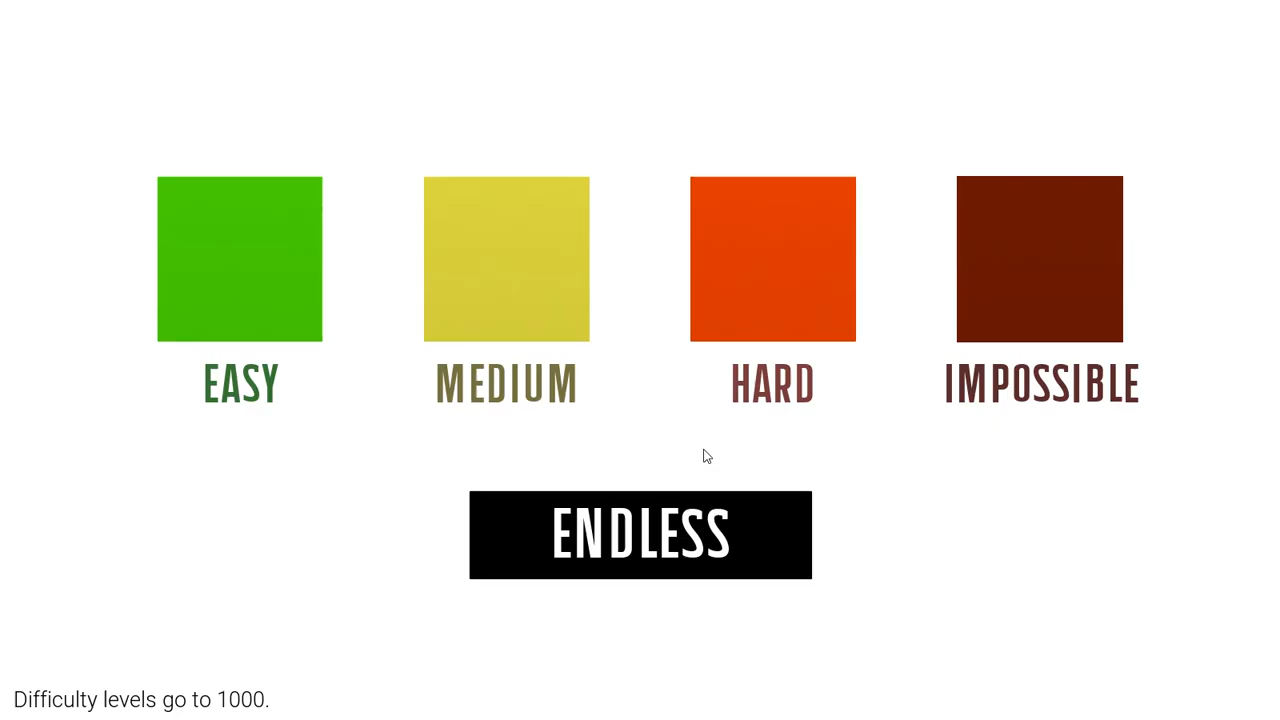 EASY
MEDIUM
HARD
IMPOSSIBLE
ENDLESS
Difficulty levels go to 1000.